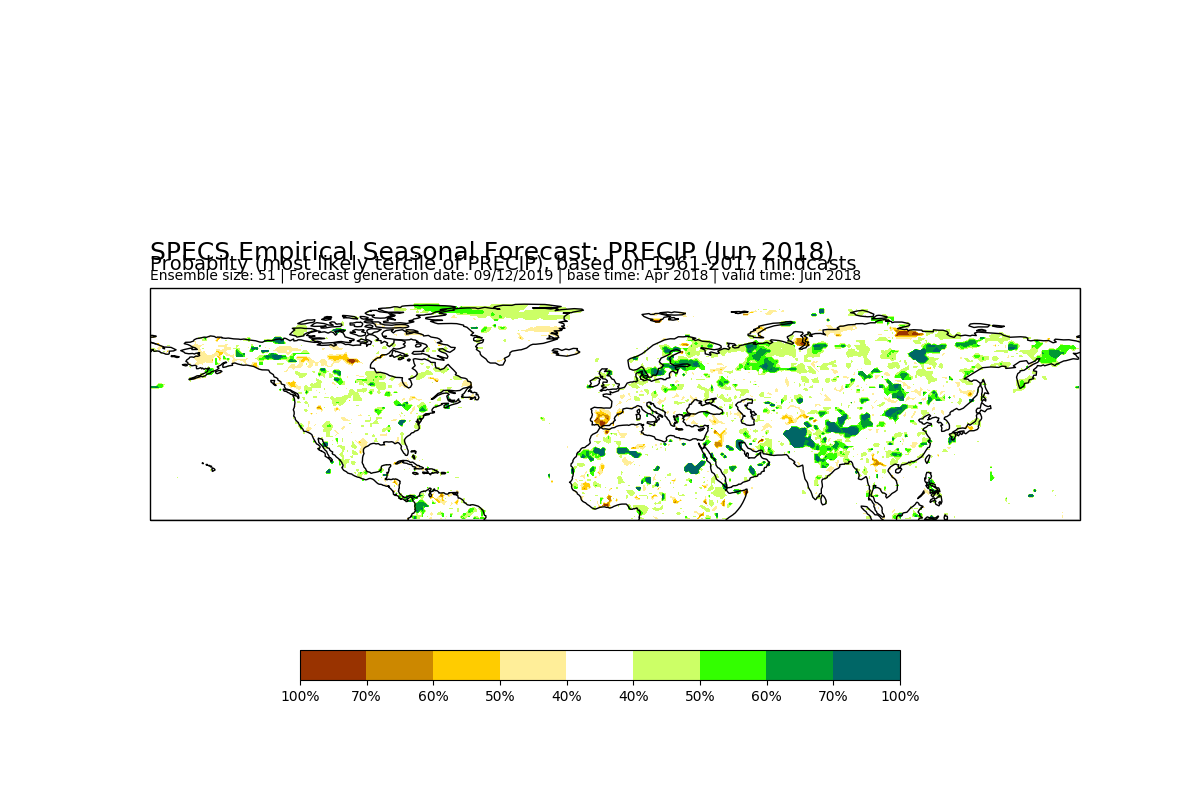 SPECS Empirical Seasonal Forecast: PRECIP (Jun 2018)
Probabilty (most likely tercile of PRECIP), based on 1961-2017 hindcasts
Ensemble size: 51 | Forecast generation date: 09/12/2019 | base time: Apr 2018 | valid time: Jun 2018
100% 70% 60% 50% 40% 40% 50% 60% 70% 100%